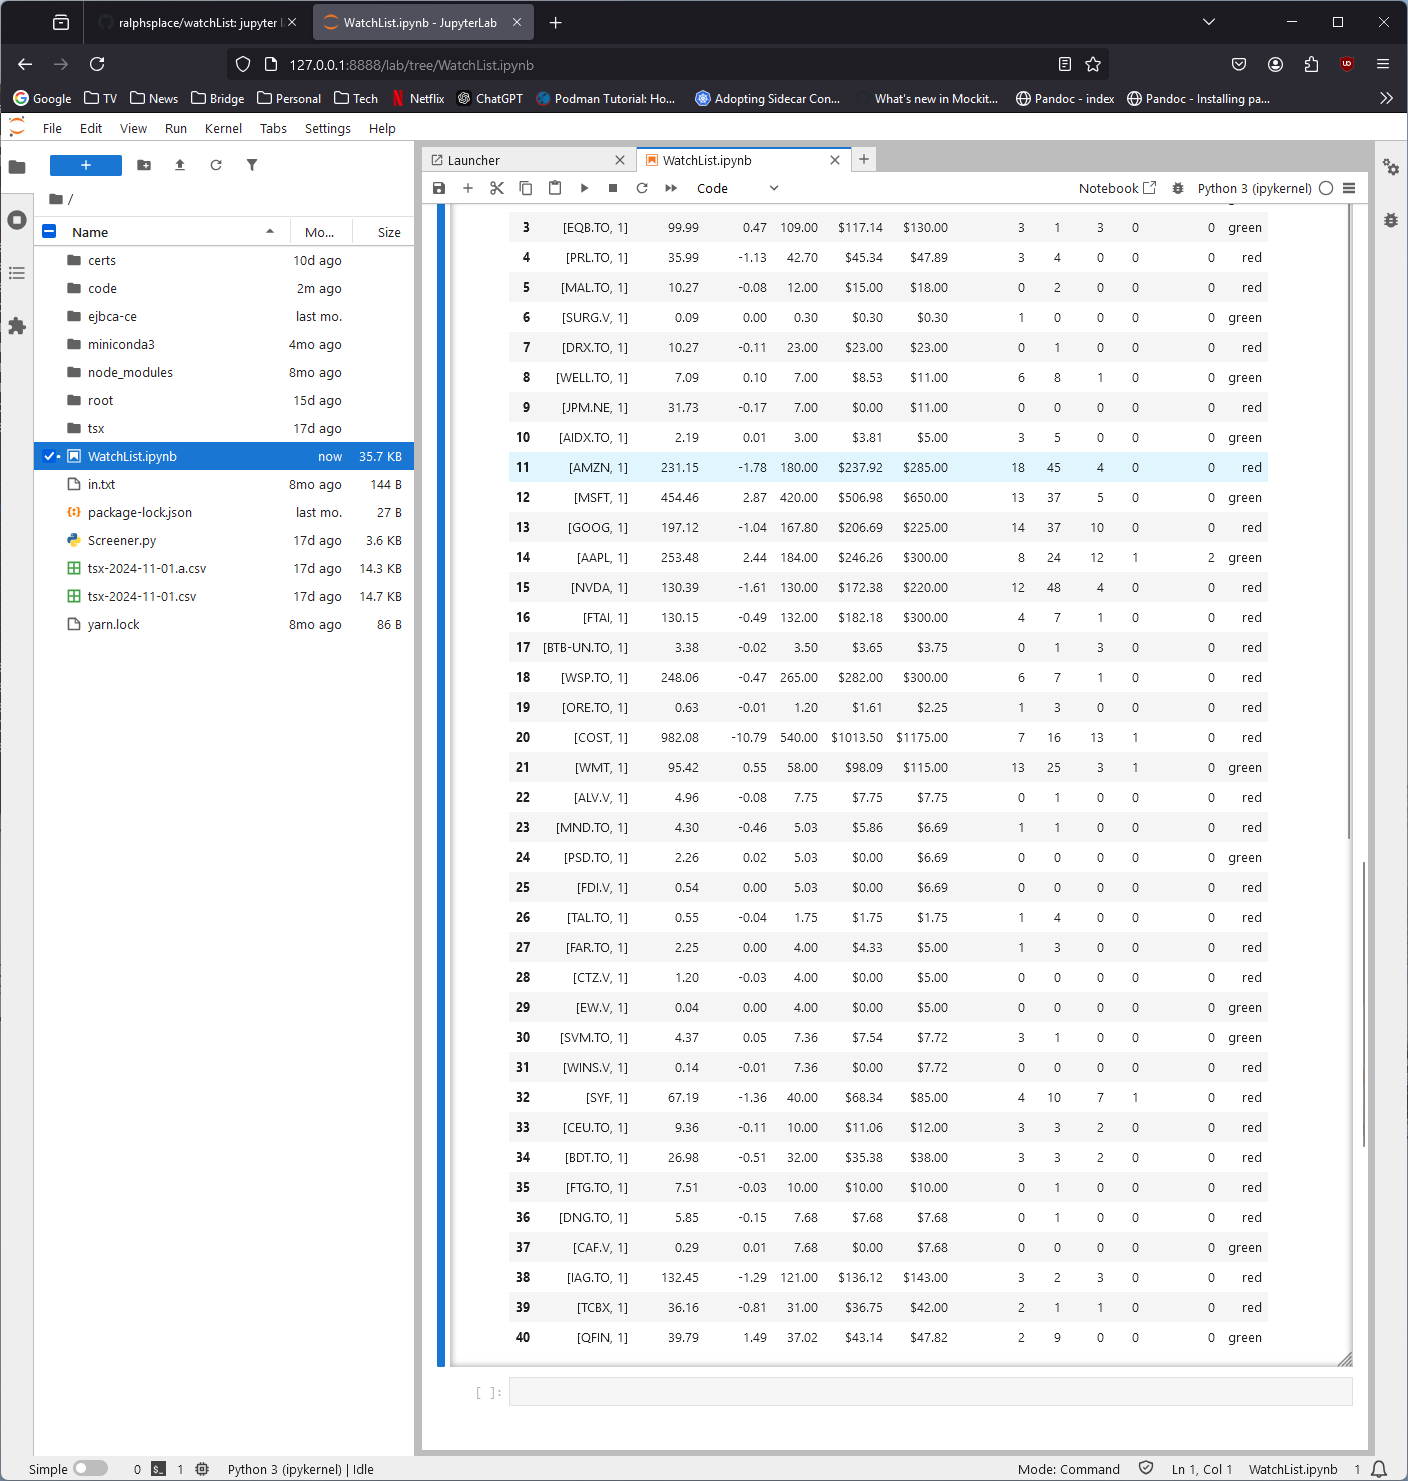 ralphsplace/watchList: jupyter l
WatchList.ipynb - JupyterLab
127.0.0.1:8888/lab/tree/WatchList.ipynb
Google TV News Bridge Personal Tech Netflix ChatGPT Podman Tutorial: Ho... Adopting Sidecar Con... What's new in Mockit... Pandoc - index Pandoc - Installing pa...
File Edit View Run Kernel Tabs Settings Help
/
Name Mo... Size
certs 10d ago
code 2m ago
ejbca-ce last mo.
miniconda3 4mo ago
node_modules 8mo ago
root 15d ago
tsx 17d ago
WatchList.ipynb now 35.7 KB
in.txt 8mo ago 144 B
package-lock.json last mo. 27 B
Screener.py 17d ago 3.6 KB
tsx-2024-11-01.a.csv 17d ago 14.3 KB
tsx-2024-11-01.csv 17d ago 14.7 KB
yarn.lock 8mo ago 86 B
Launcher WatchList.ipynb
Code Notebook Python 3 (ipykernel)
3 [EQB.TO, 1] 99.99 0.47 109.00 $117.14 $130.00 3 1 3 0 0 green
4 [PRL.TO, 1] 35.99 -1.13 42.70 $45.34 $47.89 3 4 0 0 0 red
5 [MAL.TO, 1] 10.27 -0.08 12.00 $15.00 $18.00 0 2 0 0 0 red
6 [SURG.V, 1] 0.09 0.00 0.30 $0.30 $0.30 1 0 0 0 0 green
7 [DRX.TO, 1] 10.27 -0.11 23.00 $23.00 $23.00 0 1 0 0 0 red
8 [WELL.TO, 1] 7.09 0.10 7.00 $8.53 $11.00 6 8 1 0 0 green
9 [JPM.NE, 1] 31.73 -0.17 7.00 $0.00 $11.00 0 0 0 0 0 red
10 [AIDX.TO, 1] 2.19 0.01 3.00 $3.81 $5.00 3 5 0 0 0 green
11 [AMZN, 1] 231.15 -1.78 180.00 $237.92 $285.00 18 45 4 0 0 red
12 [MSFT, 1] 454.46 2.87 420.00 $506.98 $650.00 13 37 5 0 0 green
13 [GOOG, 1] 197.12 -1.04 167.80 $206.69 $225.00 14 37 10 0 0 red
14 [AAPL, 1] 253.48 2.44 184.00 $246.26 $300.00 8 24 12 1 2 green
15 [NVDA, 1] 130.39 -1.61 130.00 $172.38 $220.00 12 48 4 0 0 red
16 [FTAI, 1] 130.15 -0.49 132.00 $182.18 $300.00 4 7 1 0 0 red
17 [BTB-UN.TO, 1] 3.38 -0.02 3.50 $3.65 $3.75 0 1 3 0 0 red
18 [WSP.TO, 1] 248.06 -0.47 265.00 $282.00 $300.00 6 7 1 0 0 red
19 [ORE.TO, 1] 0.63 -0.01 1.20 $1.61 $2.25 1 3 0 0 0 red
20 [COST, 1] 982.08 -10.79 540.00 $1013.50 $1175.00 7 16 13 1 0 red
21 [WMT, 1] 95.42 0.55 58.00 $98.09 $115.00 13 25 3 1 0 green
22 [ALV.V, 1] 4.96 -0.08 7.75 $7.75 $7.75 0 1 0 0 0 red
23 [MND.TO, 1] 4.30 -0.46 5.03 $5.86 $6.69 1 1 0 0 0 red
24 [PSD.TO, 1] 2.26 0.02 5.03 $0.00 $6.69 0 0 0 0 0 green
25 [FDI.V, 1] 0.54 0.00 5.03 $0.00 $6.69 0 0 0 0 0 red
26 [TAL.TO, 1] 0.55 -0.04 1.75 $1.75 $1.75 1 4 0 0 0 red
27 [FAR.TO, 1] 2.25 0.00 4.00 $4.33 $5.00 1 3 0 0 0 red
28 [CTZ.V, 1] 1.20 -0.03 4.00 $0.00 $5.00 0 0 0 0 0 red
29 [EW.V, 1] 0.04 0.00 4.00 $0.00 $5.00 0 0 0 0 0 green
30 [SVM.TO, 1] 4.37 0.05 7.36 $7.54 $7.72 3 1 0 0 0 green
31 [WINS.V, 1] 0.14 -0.01 7.36 $0.00 $7.72 0 0 0 0 0 red
32 [SYF, 1] 67.19 -1.36 40.00 $68.34 $85.00 4 10 7 1 0 red
33 [CEU.TO, 1] 9.36 -0.11 10.00 $11.06 $12.00 3 3 2 0 0 red
34 [BDT.TO, 1] 26.98 -0.51 32.00 $35.38 $38.00 3 3 2 0 0 red
35 [FTG.TO, 1] 7.51 -0.03 10.00 $10.00 $10.00 0 1 0 0 0 red
36 [DNG.TO, 1] 5.85 -0.15 7.68 $7.68 $7.68 0 1 0 0 0 red
37 [CAF.V, 1] 0.29 0.01 7.68 $0.00 $7.68 0 0 0 0 0 green
38 [IAG.TO, 1] 132.45 -1.29 121.00 $136.12 $143.00 3 2 3 0 0 red
39 [TCBX, 1] 36.16 -0.81 31.00 $36.75 $42.00 2 1 1 0 0 red
40 [QFIN, 1] 39.79 1.49 37.02 $43.14 $47.82 2 9 0 0 0 green
[ ]:
Simple 0 1 Python 3 (ipykernel) | Idle Mode: Command Ln 1, Col 1 WatchList.ipynb 1